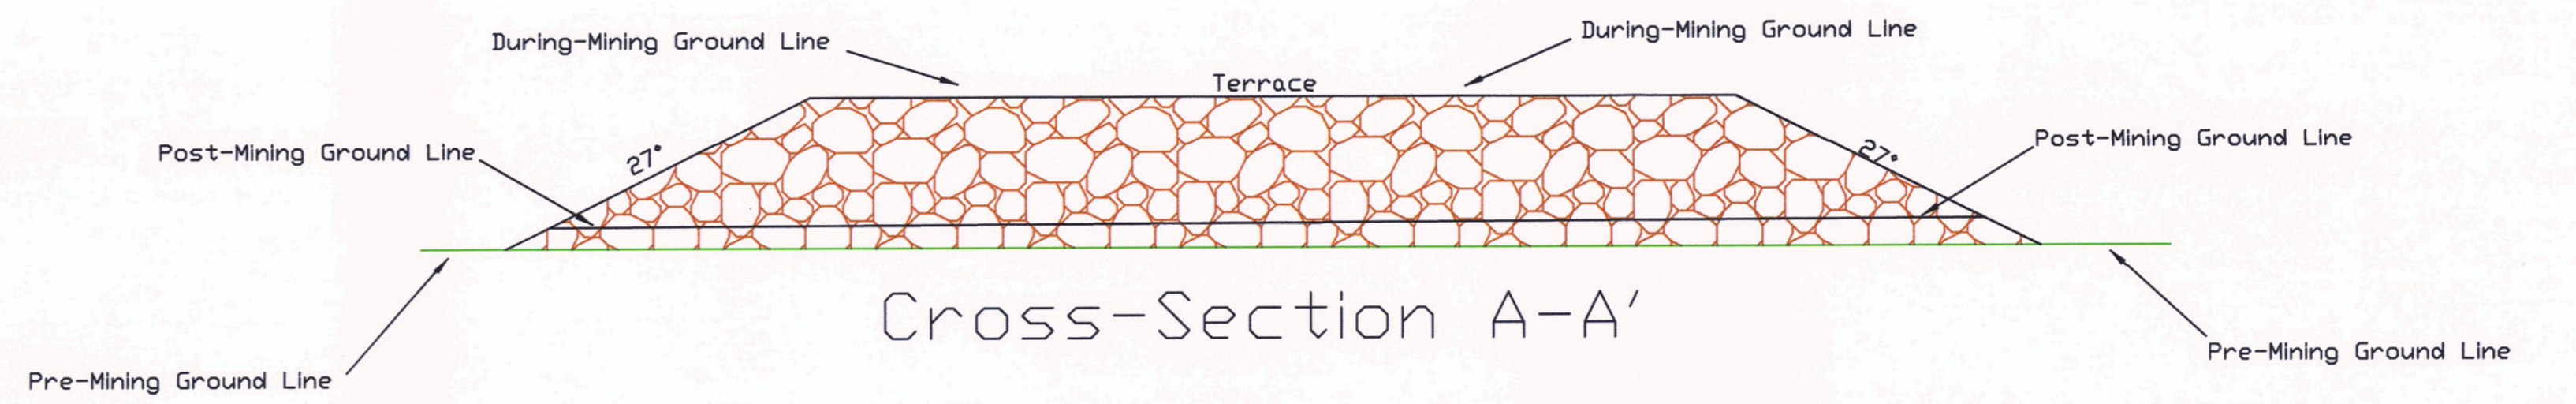 During-Mining Ground Line
During-Mining Ground Line
Terrace
Post-Mining Ground Line
27°
27°
Post-Mining Ground Line
Cross-Section A-A'
Pre-Mining Ground Line
Pre-Mining Ground Line